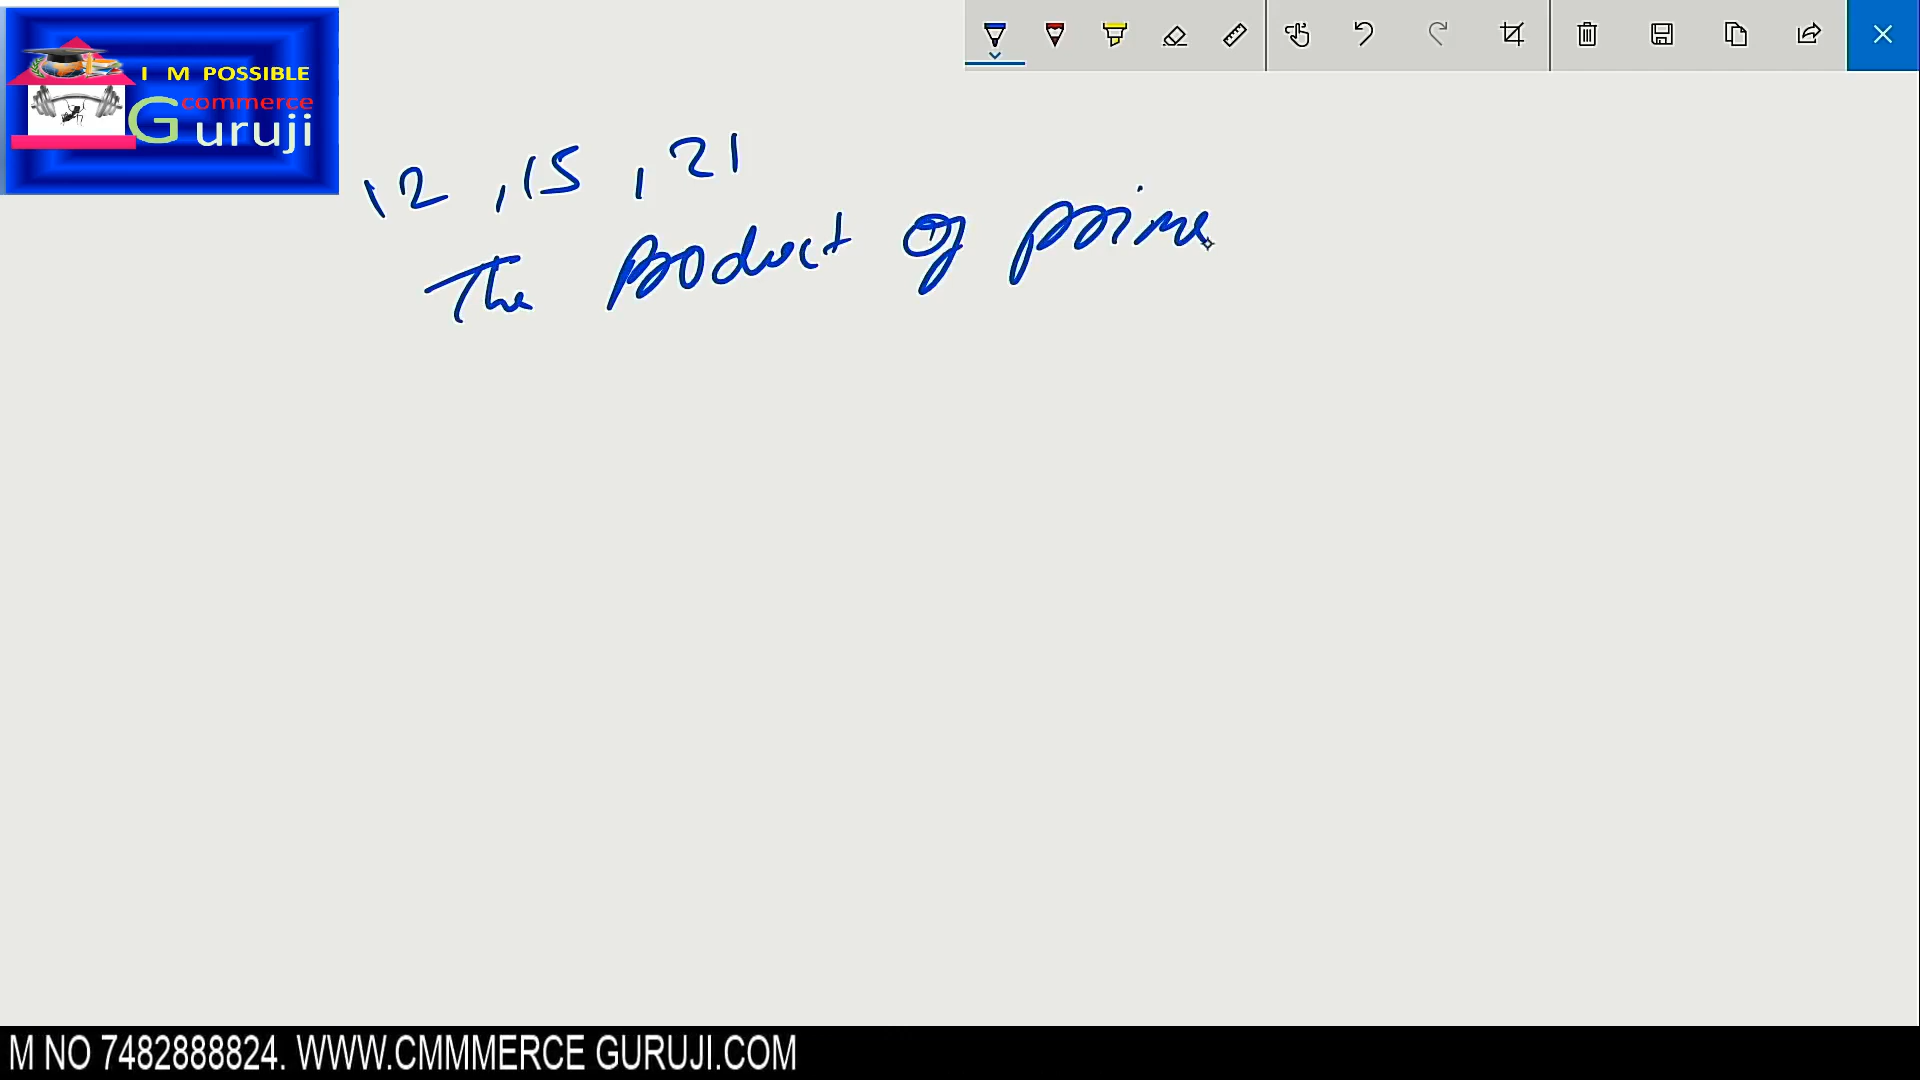 I M POSSIBLE
commerce
Guruji
12 , 15 , 21
The product of prime
M NO 7482888824. WWW.CMMMERCE GURUJI.COM